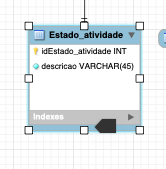 Estado_atividade
idEstado_atividade INT
descricao VARCHAR(45)
Indexes